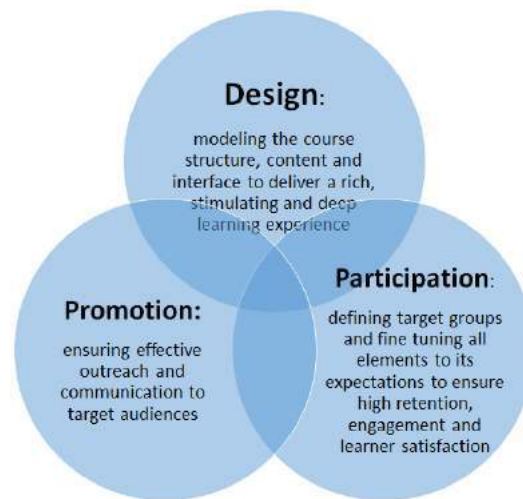 Design:
modeling the course
structure, content and
interface to deliver a rich,
stimulating and deep
learning experience
Promotion:
ensuring effective
outreach and
communication to
target audiences
Participation:
defining target groups
and fine tuning all
elements to its
expectations to ensure
high retention,
engagement and
learner satisfaction